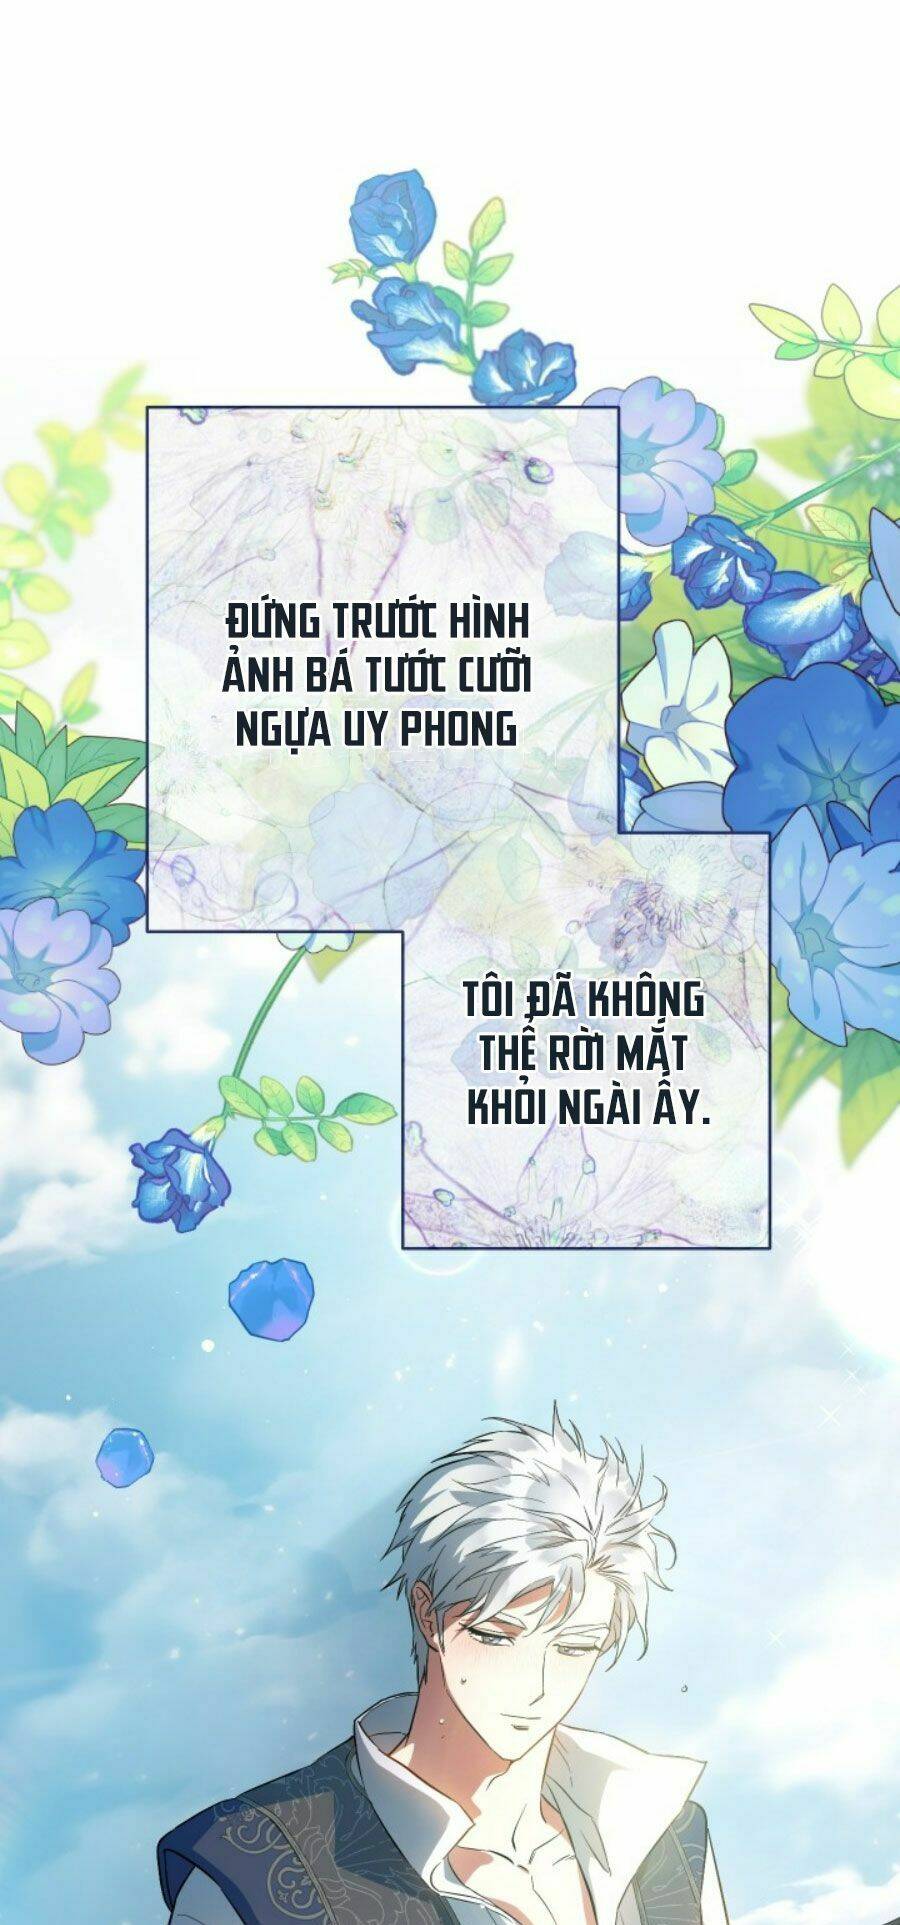 ĐỨNG TRƯỚC HÌNH
ẢNH BÁ TƯỚC CƯỠI
NGỰA UY PHONG
TÔI ĐÃ KHÔNG
THỂ RỜI MẮT
KHỎI NGÀI ẤY.